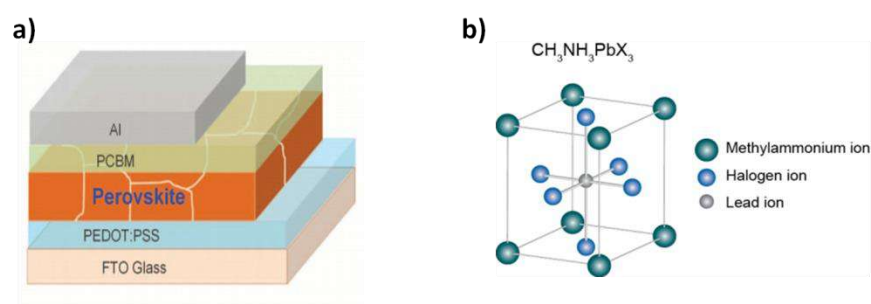 a)
Al
PCBM
Perovskite
PEDOT:PSS
FTO Glass
b)
CH₃NH₃PbX₃
Methylammonium ion
Halogen ion
Lead ion